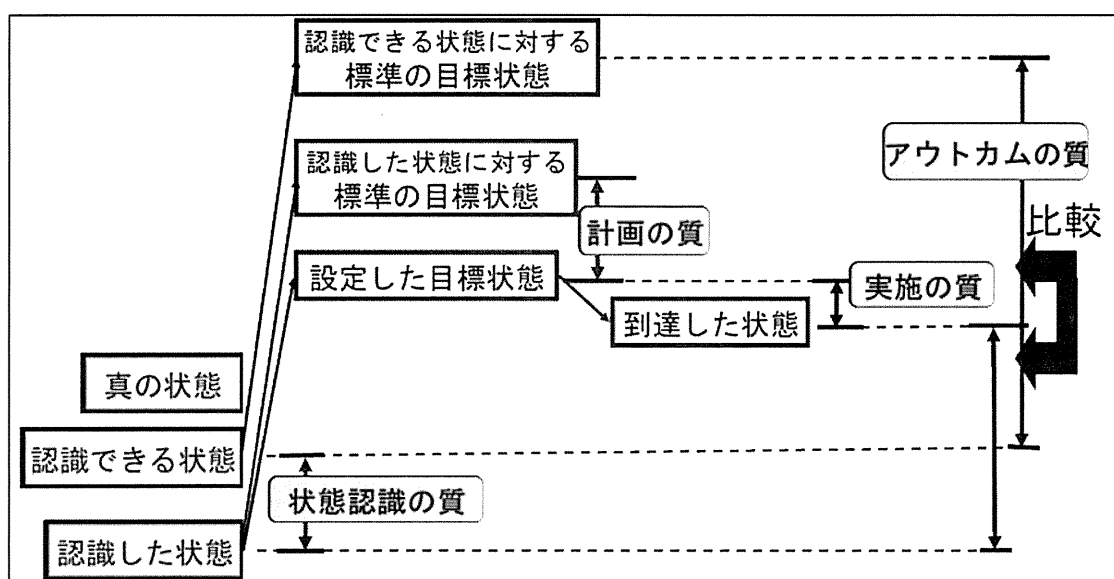 認識できる状態に対する
標準の目標状態
アウトカムの質
認識した状態に対する
標準の目標状態
比較
計画の質
設定した目標状態
実施の質
到達した状態
真の状態
認識できる状態
状態認識の質
認識した状態